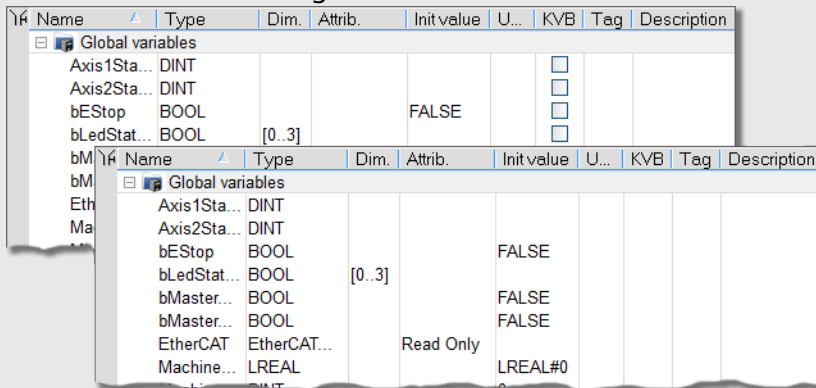 Name Type Dim. Attrib. Init value U... KVB Tag Description
Global variables
Axis1Sta... DINT
Axis2Sta... DINT
bEStop BOOL FALSE
bLedStat... BOOL [0..3]
bM
bM
Eth
Ma
Name Type Dim. Attrib. Init value U... KVB Tag Description
Global variables
Axis1Sta... DINT
Axis2Sta... DINT
bEStop BOOL FALSE
bLedStat... BOOL [0..3]
bMaster... BOOL FALSE
bMaster... BOOL FALSE
EtherCAT EtherCAT... Read Only
Machine... LREAL LREAL#0